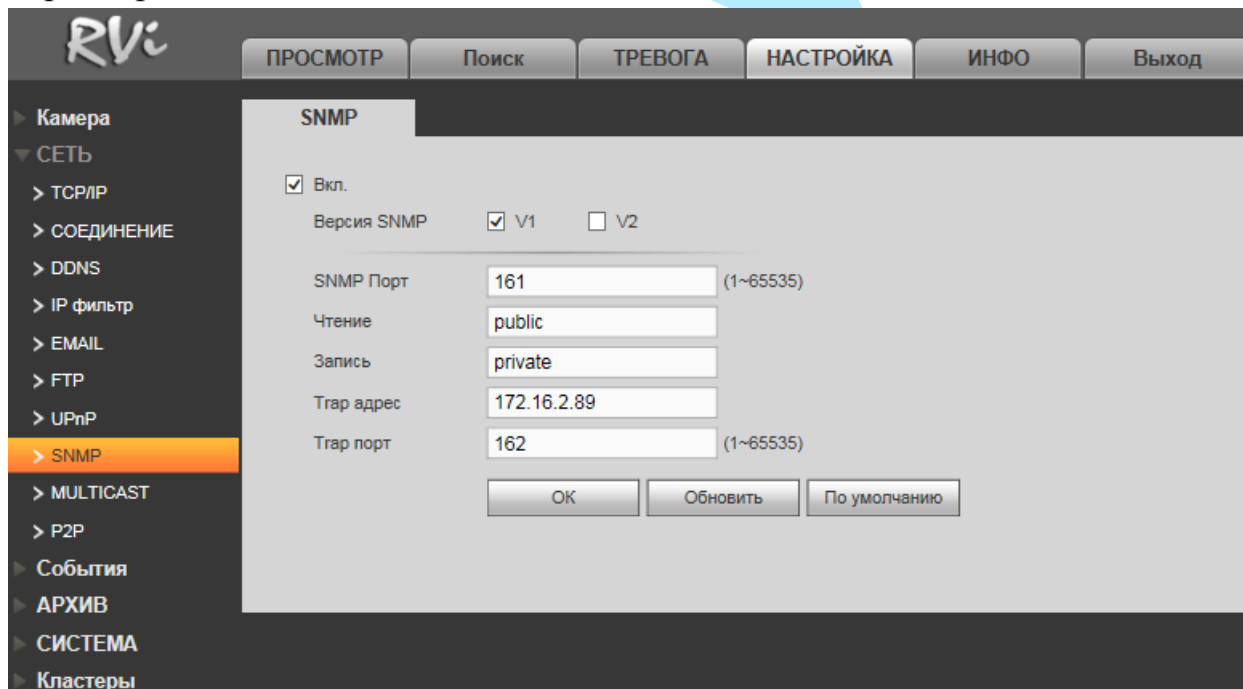 RVi
ПРОСМОТР Поиск ТРЕВОГА НАСТРОЙКА ИНФО Выход
Камера
СЕТЬ
> TCP/IP
> СОЕДИНЕНИЕ
> DDNS
> IP фильтр
> EMAIL
> FTP
> UPnP
> SNMP
> MULTICAST
> P2P
События
АРХИВ
СИСТЕМА
Кластеры
SNMP
Вкл.
Версия SNMP V1 V2
SNMP Порт 161 (1~65535)
Чтение public
Запись private
Trap адрес 172.16.2.89
Trap порт 162 (1~65535)
ОК Обновить По умолчанию